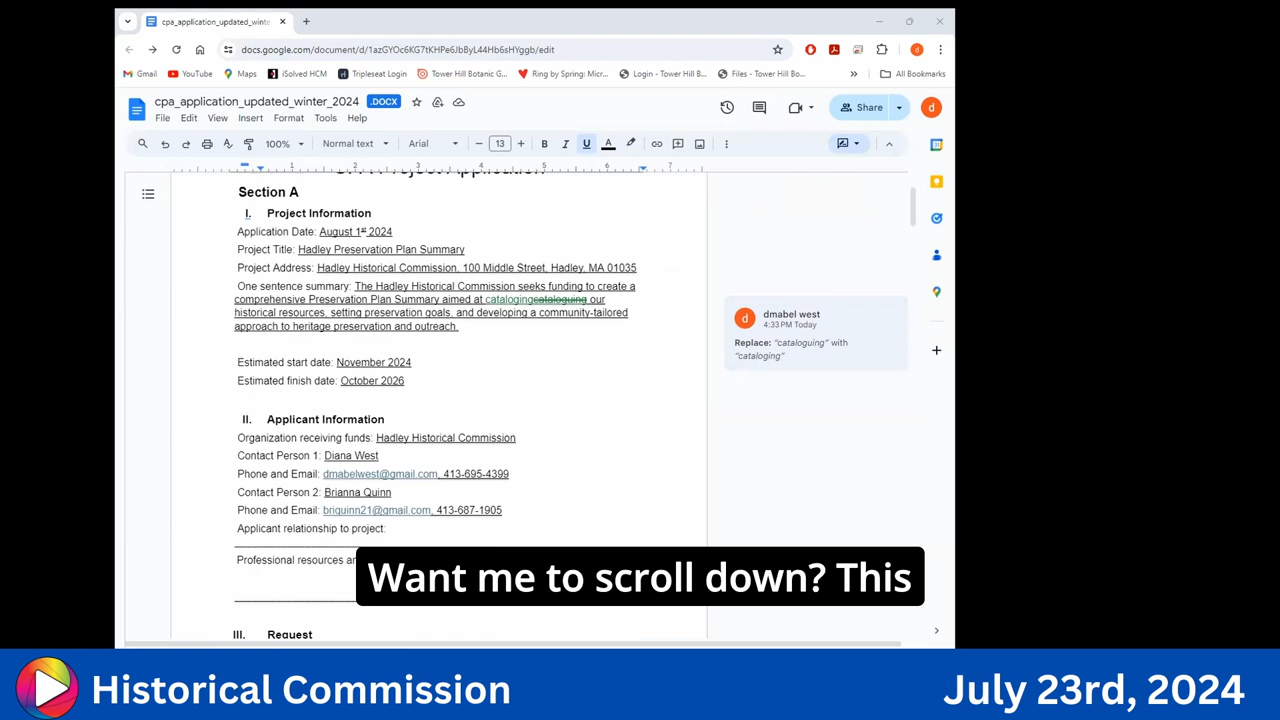 cpa_application_updated_winte
docs.google.com/document/d/1azGYOc6KG7tKHPe6JbByL44Hb6sHYggb/edit
Gmail YouTube Maps iSolved HCM Tripleseat Login Tower Hill Botanic G... Ring by Spring: Micr... Login - Tower Hill B... Files - Tower Hill Bo... » All Bookmarks
cpa_application_updated_winter_2024 .DOCX
Share
d
File Edit View Insert Format Tools Help
100% Normal text Arial 13 B I U A
1 2 3 4 5 6 7
Section A
I. Project Information
Application Date: August 1st 2024
Project Title: Hadley Preservation Plan Summary
Project Address: Hadley Historical Commission, 100 Middle Street, Hadley, MA 01035
One sentence summary: The Hadley Historical Commission seeks funding to create a
comprehensive Preservation Plan Summary aimed at catalogingcataloguing our
historical resources, setting preservation goals, and developing a community-tailored
approach to heritage preservation and outreach.
d
dmabel west
4:33 PM Today
Replace: “cataloguing” with
“cataloging”
Estimated start date: November 2024
Estimated finish date: October 2026
II. Applicant Information
Organization receiving funds: Hadley Historical Commission
Contact Person 1: Diana West
Phone and Email: dmabelwest@gmail.com, 413-695-4399
Contact Person 2: Brianna Quinn
Phone and Email: briquinn21@gmail.com, 413-687-1905
Applicant relationship to project:
Professional resources
III. Request
Want me to scroll down? This
Historical Commission
July 23rd, 2024